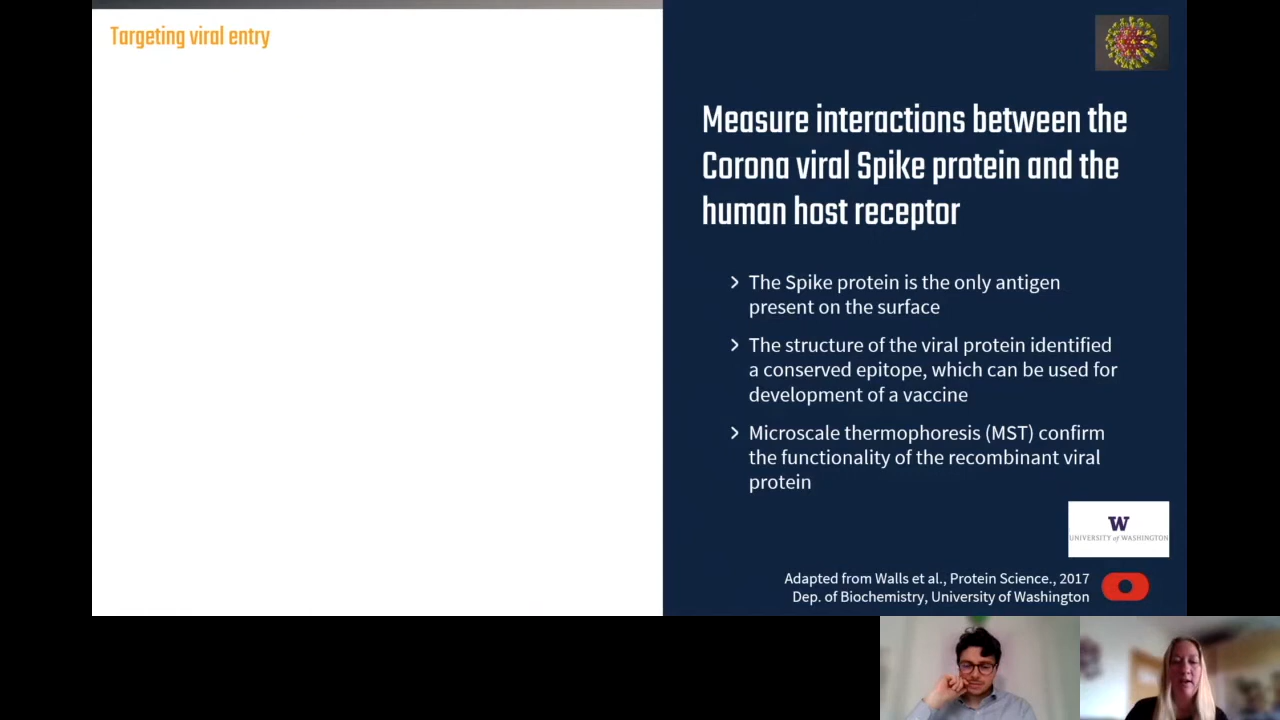 Targeting viral entry
Measure interactions between the
Corona viral Spike protein and the
human host receptor
The Spike protein is the only antigen
present on the surface
The structure of the viral protein identified
a conserved epitope, which can be used for
development of a vaccine
Microscale thermophoresis (MST) confirm
the functionality of the recombinant viral
protein
W
UNIVERSITY of WASHINGTON
Adapted from Walls et al., Protein Science., 2017
Dep. of Biochemistry, University of Washington